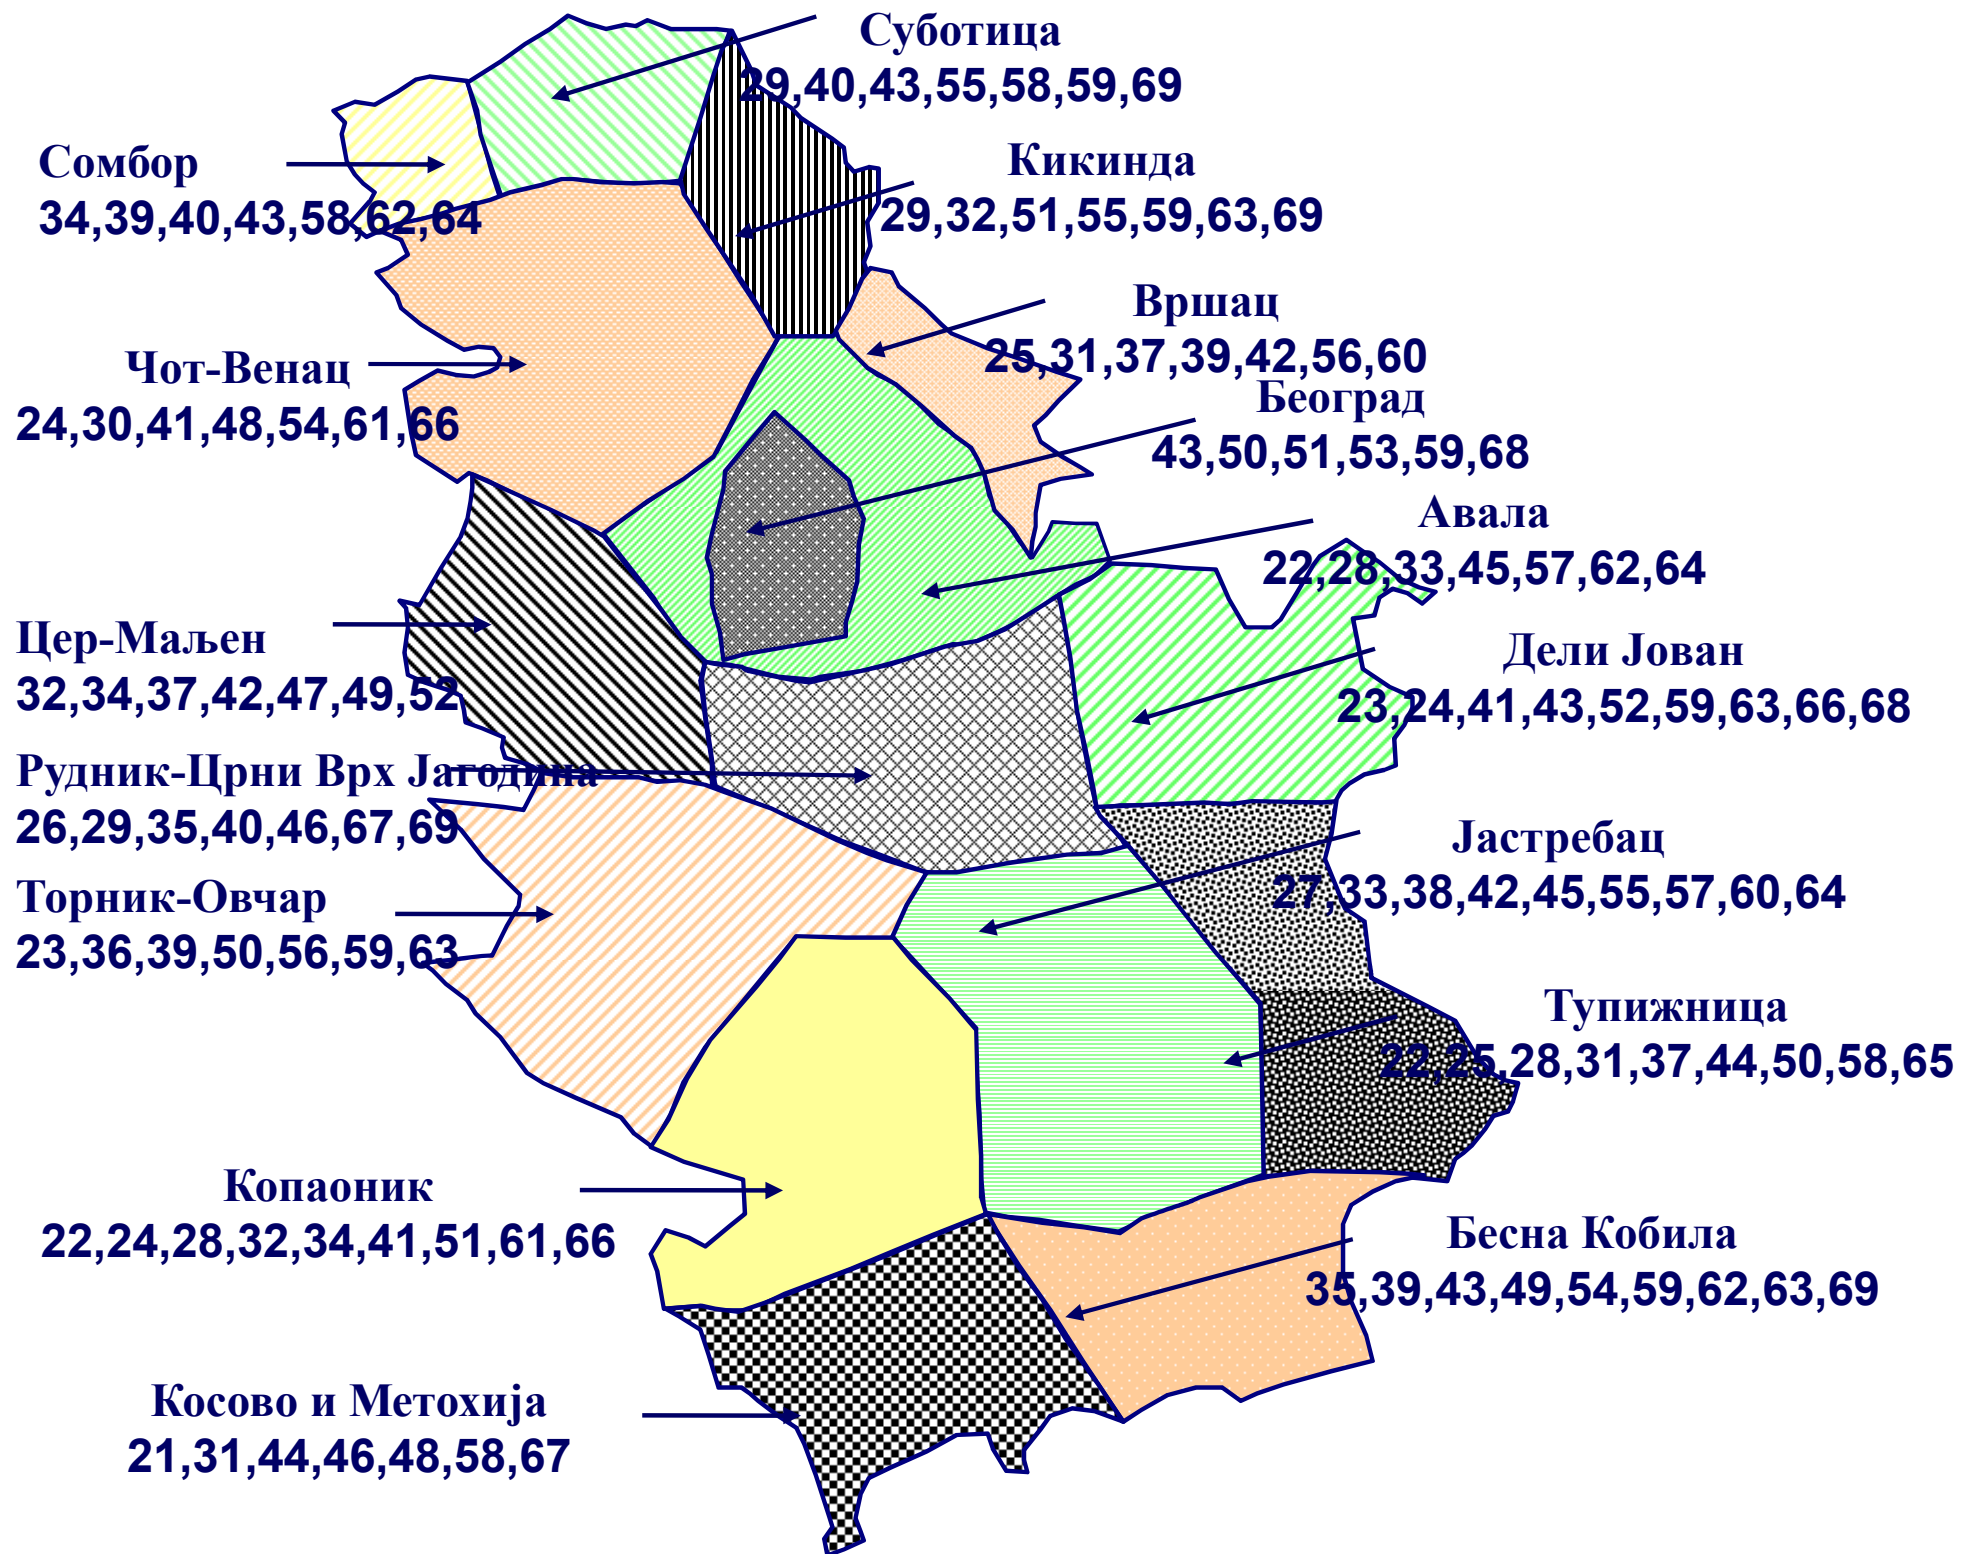 Суботица
29,40,43,55,58,59,69
Кикинда
29,32,51,55,59,63,69
Сомбор
34,39,40,43,58,62,64
Вршац
25,31,37,39,42,56,60
Чот-Венац
24,30,41,48,54,61,66
Београд
43,50,51,53,59,68
Авала
22,28,33,45,57,62,64
Цер-Маљен
32,34,37,42,47,49,52
Дели Јован
23,24,41,43,52,59,63,66,68
Рудник-Црни Врх Јагодина
26,29,35,40,46,67,69
Јастребац
27,33,38,42,45,55,57,60,64
Торник-Овчар
23,36,39,50,56,59,63
Тупижница
22,25,28,31,37,44,50,58,65
Копаоник
22,24,28,32,34,41,51,61,66
Бесна Кобила
35,39,43,49,54,59,62,63,69
Косово и Метохија
21,31,44,46,48,58,67